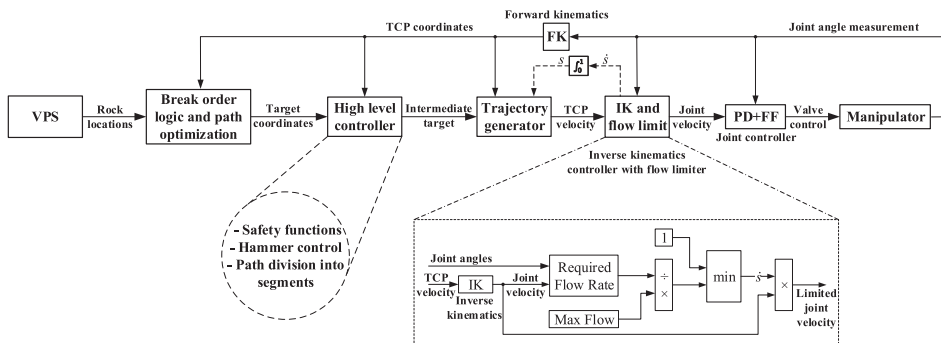 Forward kinematics
TCP coordinates
FK
Joint angle measurement
s
∫₀¹
ṡ
VPS
Rock
locations
Break order
logic and path
optimization
Target
coordinates
High level
controller
Intermediate
target
Trajectory
generator
TCP
velocity
IK and
flow limit
Joint
velocity
PD+FF
Joint controller
Valve
control
Manipulator
Inverse kinematics
controller with flow limiter
- Safety functions
- Hammer control
- Path division into
segments
Joint angles
TCP
velocity
IK
Inverse
kinematics
Joint
velocity
Required
Flow Rate
Max Flow
÷
×
1
min
ṡ
×
Limited
joint
velocity